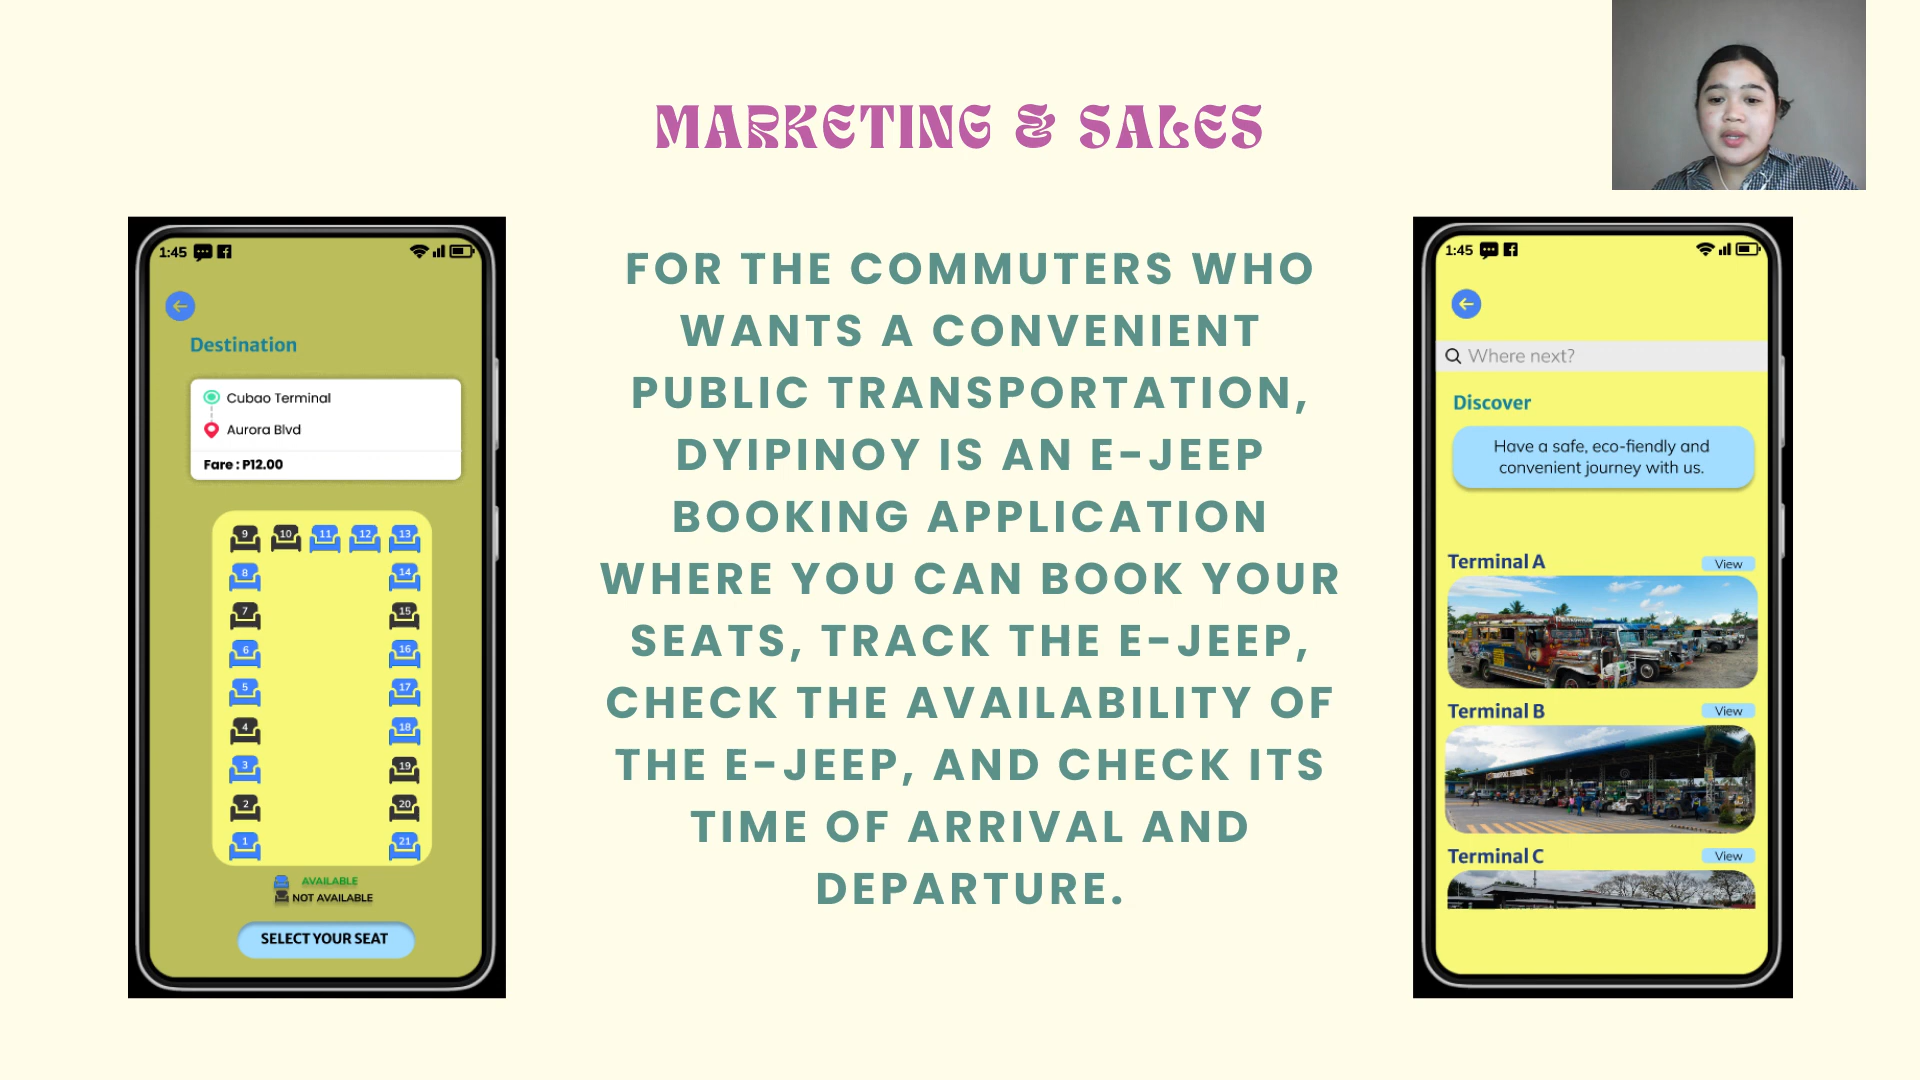 MARKETING & SALES
1:45
Destination
Cubao Terminal
Aurora Blvd
Fare : P12.00
9 10 11 12 13
8 14
7 15
6 16
5 17
4 18
3 19
2 20
1 21
AVAILABLE
NOT AVAILABLE
SELECT YOUR SEAT
FOR THE COMMUTERS WHO
WANTS A CONVENIENT
PUBLIC TRANSPORTATION,
DYIPINOY IS AN E-JEEP
BOOKING APPLICATION
WHERE YOU CAN BOOK YOUR
SEATS, TRACK THE E-JEEP,
CHECK THE AVAILABILITY OF
THE E-JEEP, AND CHECK ITS
TIME OF ARRIVAL AND
DEPARTURE.
1:45
Where next?
Discover
Have a safe, eco-fiendly and
convenient journey with us.
Terminal A View
Terminal B View
Terminal C View